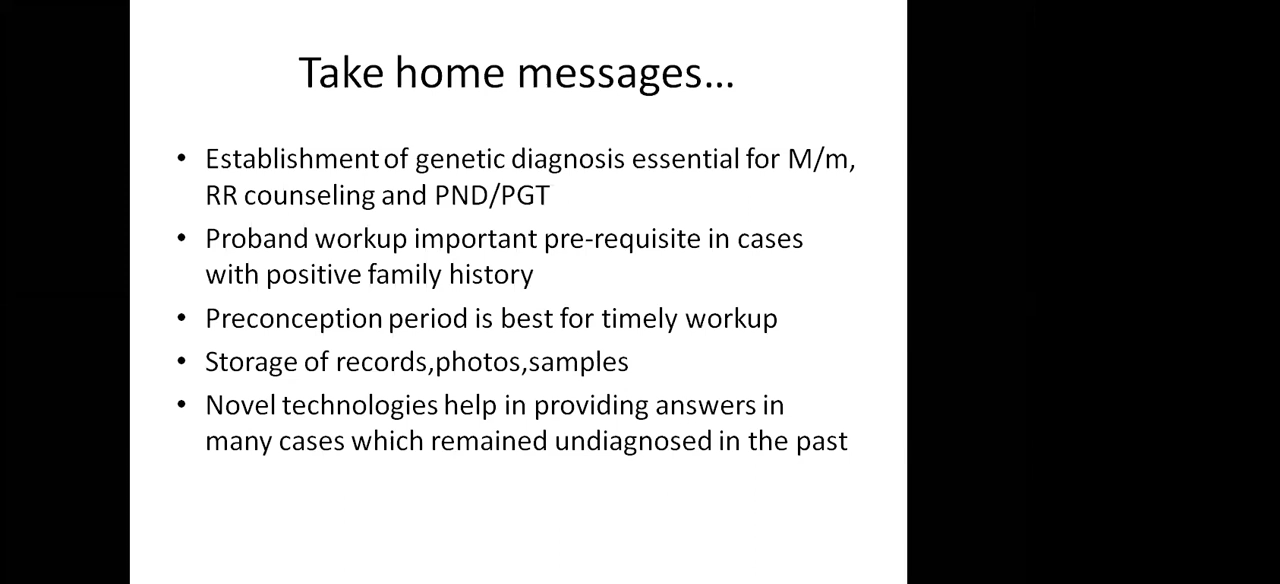 Take home messages...
• Establishment of genetic diagnosis essential for M/m,
RR counseling and PND/PGT
• Proband workup important pre-requisite in cases
with positive family history
• Preconception period is best for timely workup
• Storage of records,photos,samples
• Novel technologies help in providing answers in
many cases which remained undiagnosed in the past